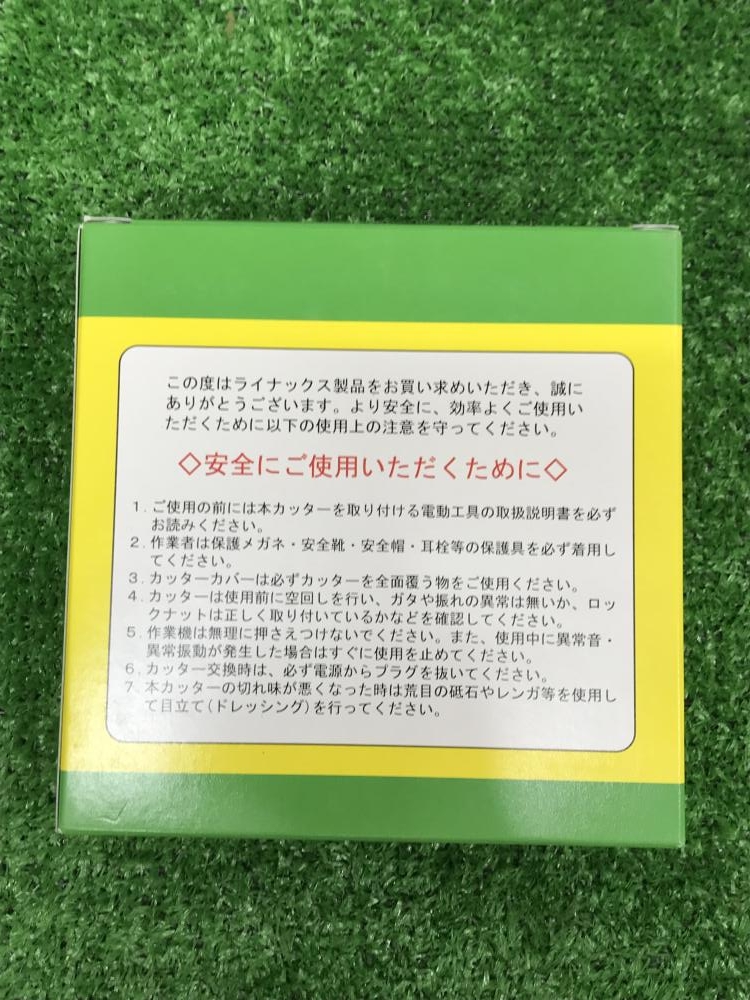 この度はライナックス製品をお買い求めいただき、誠に
ありがとうございます。より安全に、効率よくご使用い
ただくために以下の使用上の注意を守ってください。
◇安全にご使用いただくために◇
1. ご使用の前には本カッターを取り付ける電動工具の取扱説明書を必ず
お読みください。
2. 作業者は保護メガネ・安全靴・安全帽・耳栓等の保護具を必ず着用し
てください。
3. カッターカバーは必ずカッターを全面覆う物をご使用ください。
4. カッターは使用前に空回しを行い、ガタや振れの異常は無いか、ロッ
クナットは正しく取り付いているかなどを確認してください。
5. 作業機は無理に押さえつけないでください。また、使用中に異常音・
異常振動が発生した場合はすぐに使用を止めてください。
6. カッター交換時は、必ず電源からプラグを抜いてください。
7. 本カッターの切れ味が悪くなった時は荒目の砥石やレンガ等を使用し
て目立て(ドレッシング)を行ってください。